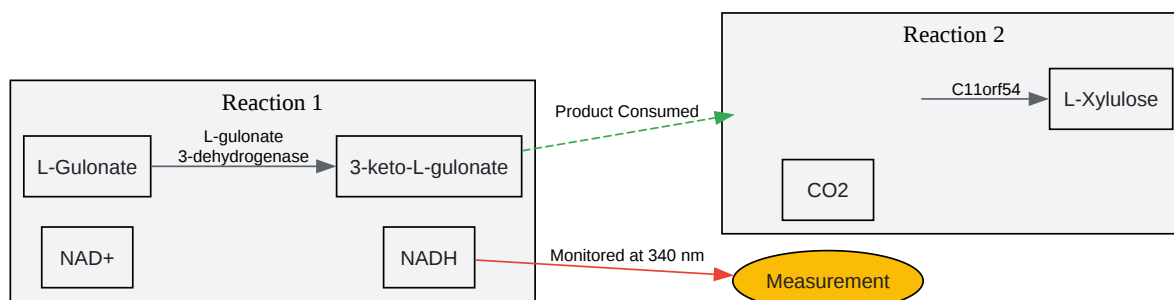 Reaction 1
L-Gulonate
L-gulonate
3-dehydrogenase
3-keto-L-gulonate
NAD+
NADH
Product Consumed
Monitored at 340 nm
Reaction 2
C11orf54
L-Xylulose
CO2
Measurement